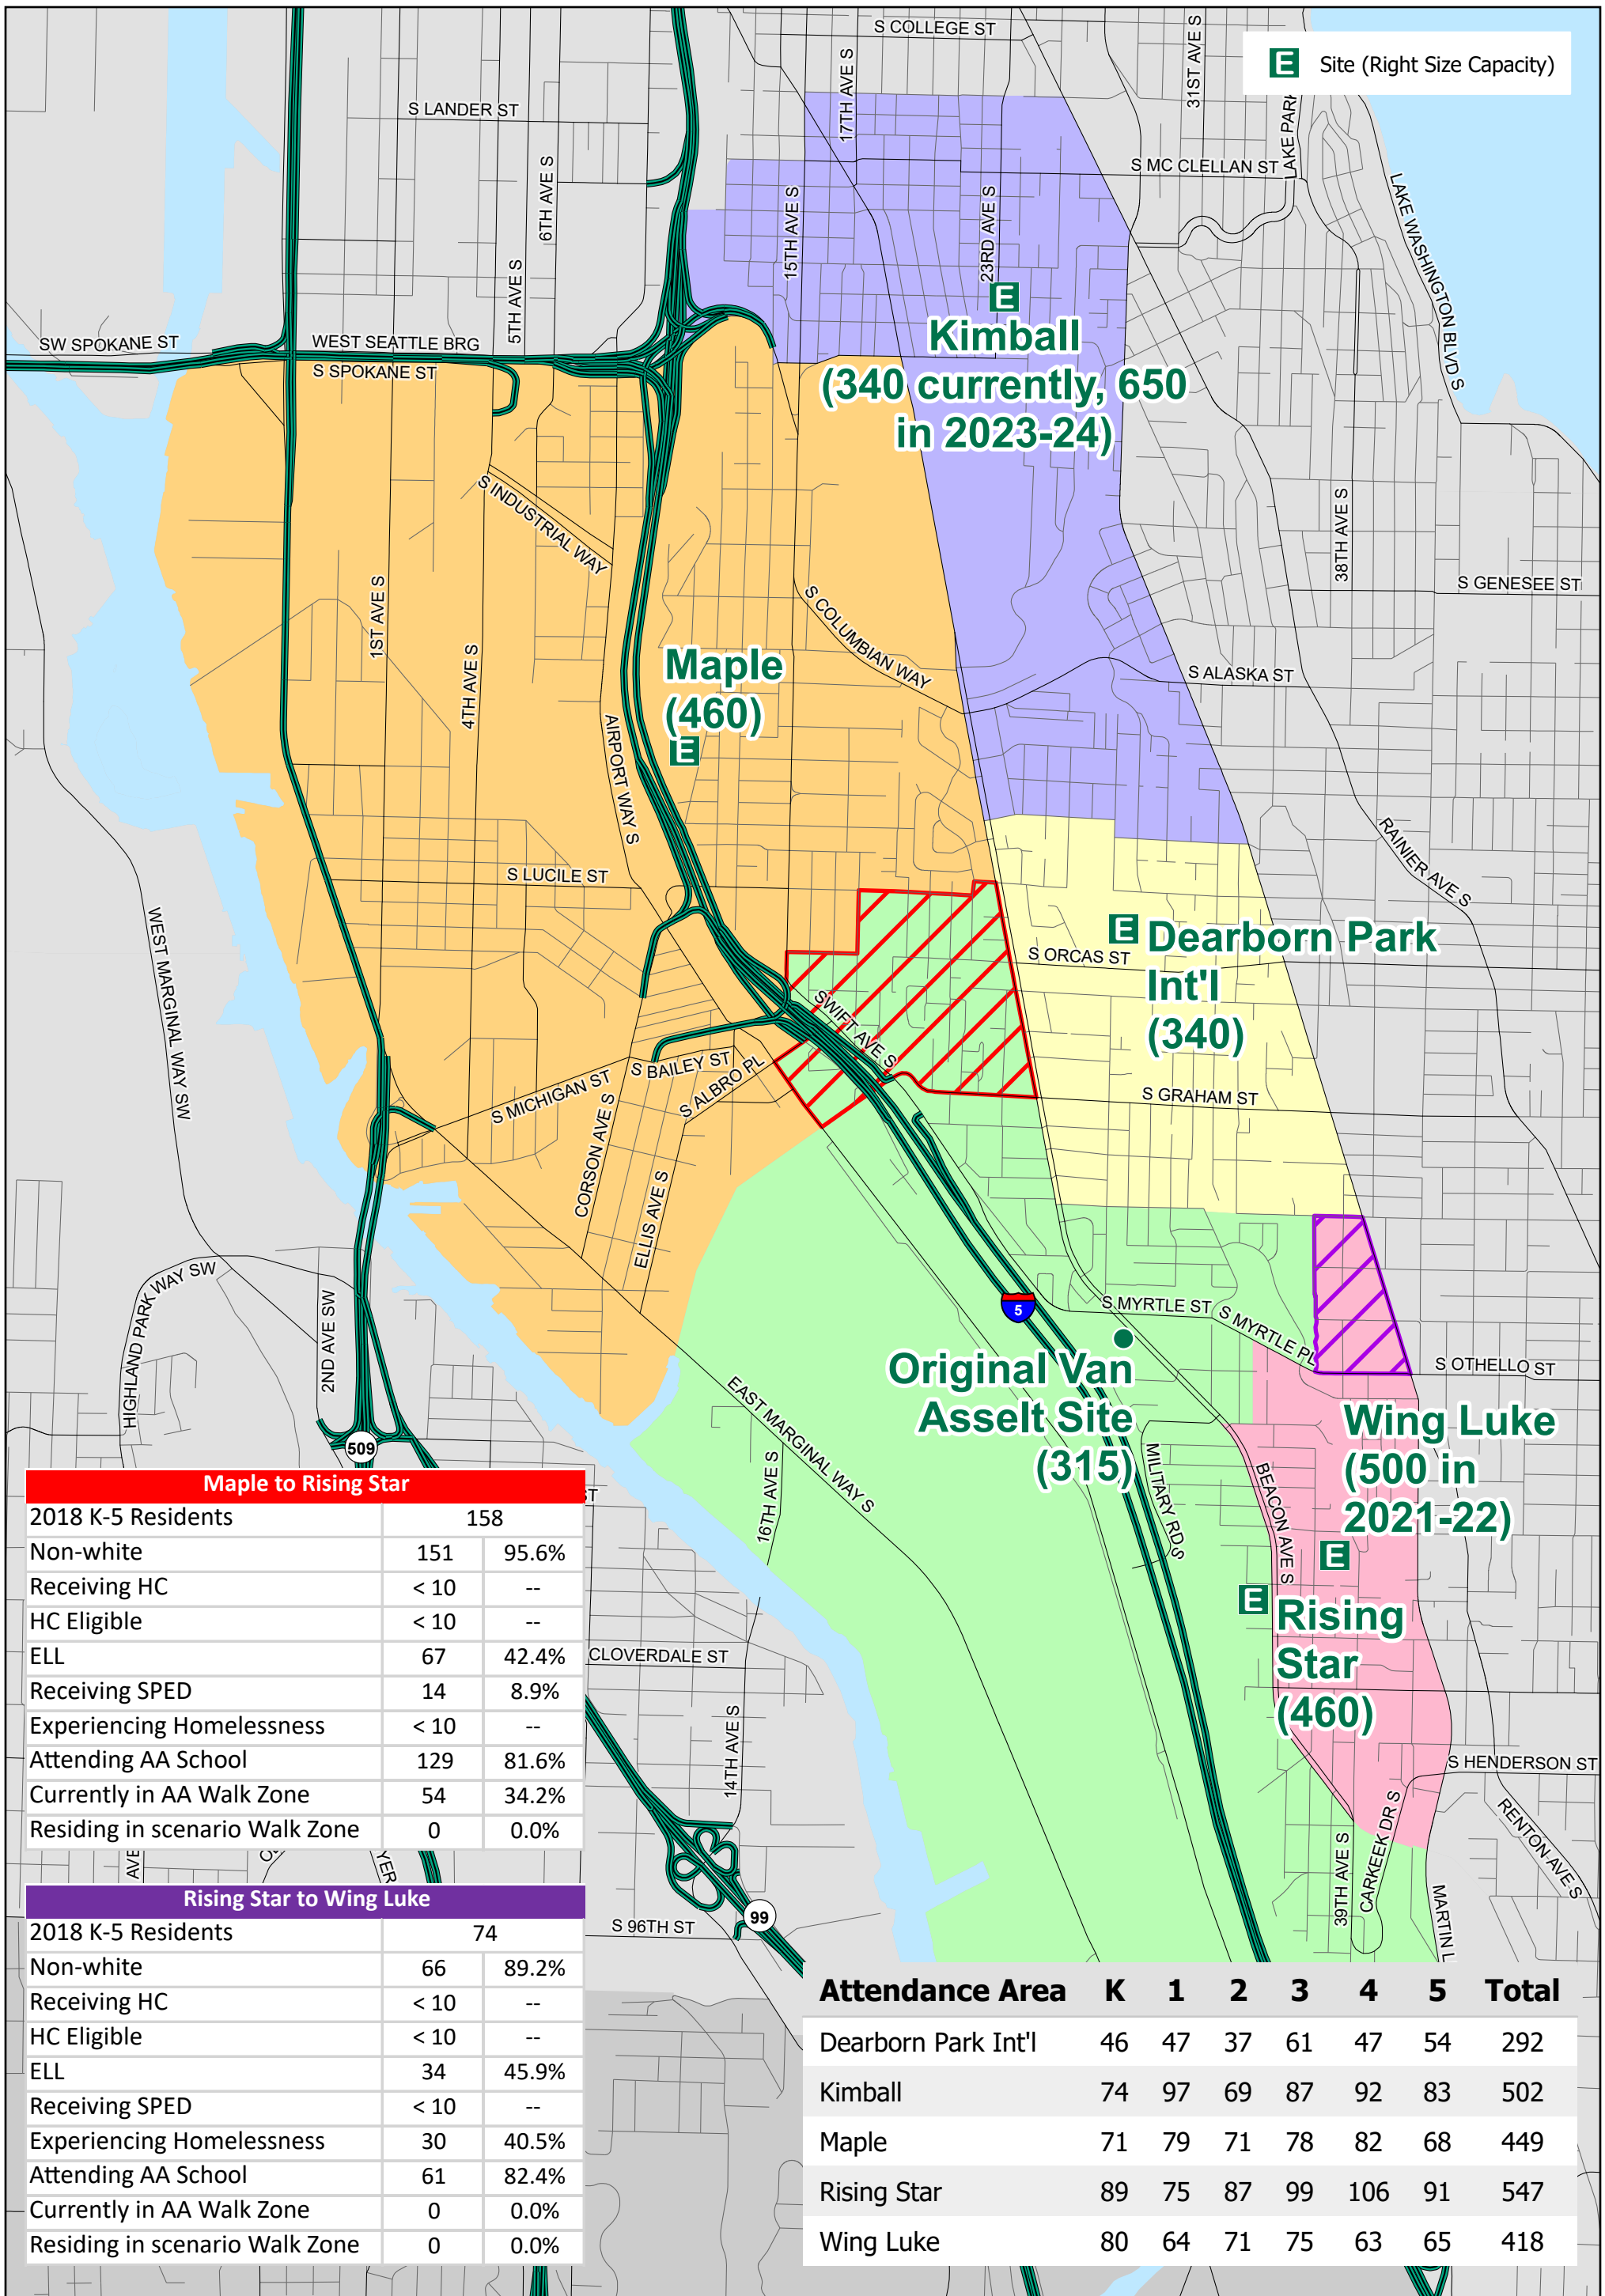 S COLLEGE ST
31ST AVE S
E Site (Right Size Capacity)
17TH AVE S
S LANDER ST
LAKE PARK
S MC CLELLAN ST
6TH AVE S
15TH AVE S
23RD AVE S
LAKE WASHINGTON BLVD S
5TH AVE S
E
Kimball
(340 currently, 650
in 2023-24)
SW SPOKANE ST
WEST SEATTLE BRG
S SPOKANE ST
S INDUSTRIAL WAY
38TH AVE S
S GENESEE ST
1ST AVE S
S COLUMBIAN WAY
4TH AVE S
Maple
(460)
E
S ALASKA ST
AIRPORT WAY S
RAINIER AVE S
S LUCILE ST
WEST MARGINAL WAY SW
E Dearborn Park
Int'l
(340)
S ORCAS ST
SWIFT AVE S
S BAILEY ST
S ALBRO PL
S MICHIGAN ST
S GRAHAM ST
CORSON AVE S
ELLIS AVE S
HIGHLAND PARK WAY SW
2ND AVE SW
5
S MYRTLE ST
S MYRTLE PL
S OTHELLO ST
Original Van
Asselt Site
(315)
EAST MARGINAL WAY S
Wing Luke
(500 in
2021-22)
E
509
16TH AVE S
MILITARY RD S
BEACON AVE S
E Rising
Star
(460)
ST
CLOVERDALE ST
14TH AVE S
S HENDERSON ST
RENTON AVE S
39TH AVE S
CARKEEK DR S
MARTIN L
AVE
YER
99
S 96TH ST
Maple to Rising Star
2018 K-5 Residents 158
Non-white 151 95.6%
Receiving HC < 10 --
HC Eligible < 10 --
ELL 67 42.4%
Receiving SPED 14 8.9%
Experiencing Homelessness < 10 --
Attending AA School 129 81.6%
Currently in AA Walk Zone 54 34.2%
Residing in scenario Walk Zone 0 0.0%
Rising Star to Wing Luke
2018 K-5 Residents 74
Non-white 66 89.2%
Receiving HC < 10 --
HC Eligible < 10 --
ELL 34 45.9%
Receiving SPED < 10 --
Experiencing Homelessness 30 40.5%
Attending AA School 61 82.4%
Currently in AA Walk Zone 0 0.0%
Residing in scenario Walk Zone 0 0.0%
Attendance Area K 1 2 3 4 5 Total
Dearborn Park Int'l 46 47 37 61 47 54 292
Kimball 74 97 69 87 92 83 502
Maple 71 79 71 78 82 68 449
Rising Star 89 75 87 99 106 91 547
Wing Luke 80 64 71 75 63 65 418